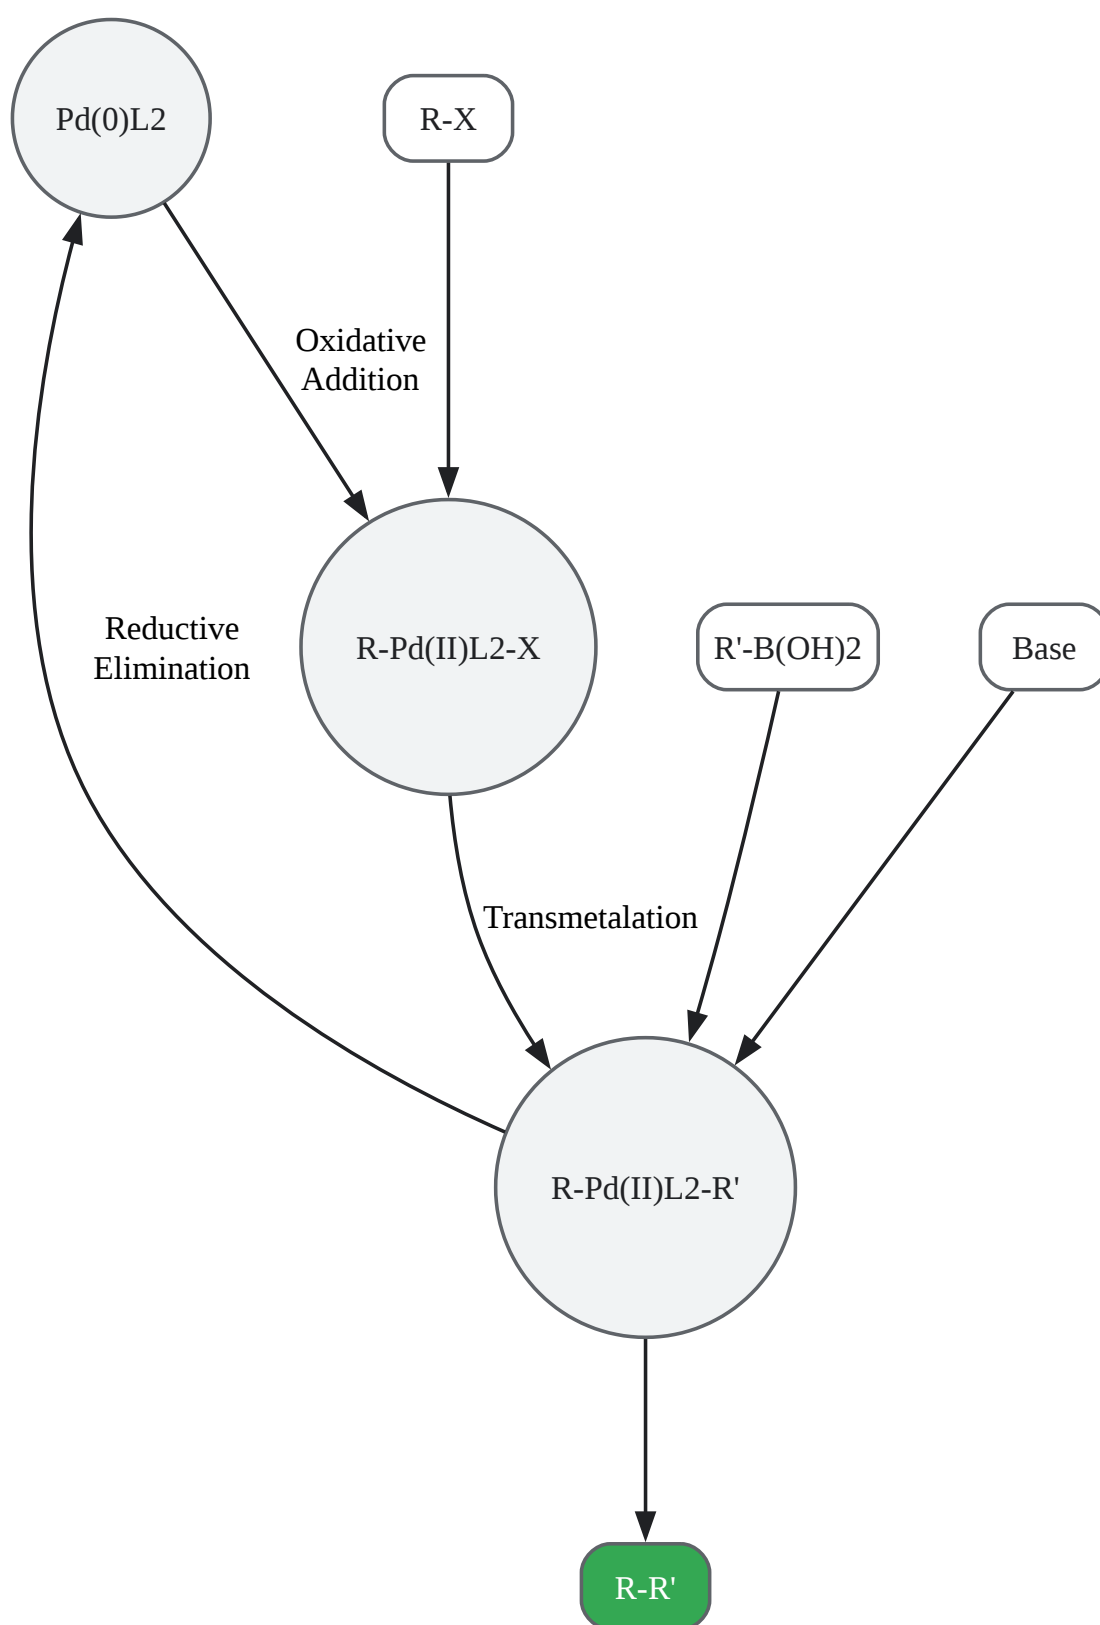 Pd(0)L2
R-X
Oxidative
Addition
Reductive
Elimination
R-Pd(II)L2-X
R'-B(OH)2
Base
Transmetalation
R-Pd(II)L2-R'
R-R'